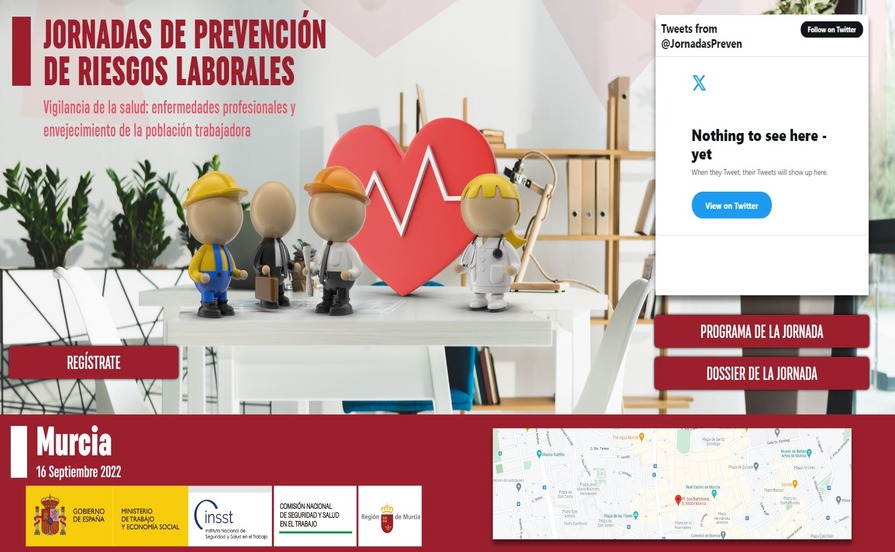 JORNADAS DE PREVENCIÓN
DE RIESGOS LABORALES
Vigilancia de la salud: enfermedades profesionales y
envejecimiento de la población trabajadora
Tweets from
@JornadasPreven
Follow on Twitter
Nothing to see here -
yet
When they Tweet, their Tweets will show up here.
View on Twitter
REGÍSTRATE
PROGRAMA DE LA JORNADA
DOSSIER DE LA JORNADA
Murcia
16 Septiembre 2022
GOBIERNO
DE ESPAÑA
MINISTERIO
DE TRABAJO
Y ECONOMÍA SOCIAL
insst
Instituto Nacional de
Seguridad y Salud en el Trabajo
COMISIÓN NACIONAL
DE SEGURIDAD Y SALUD
EN EL TRABAJO
Región de Murcia